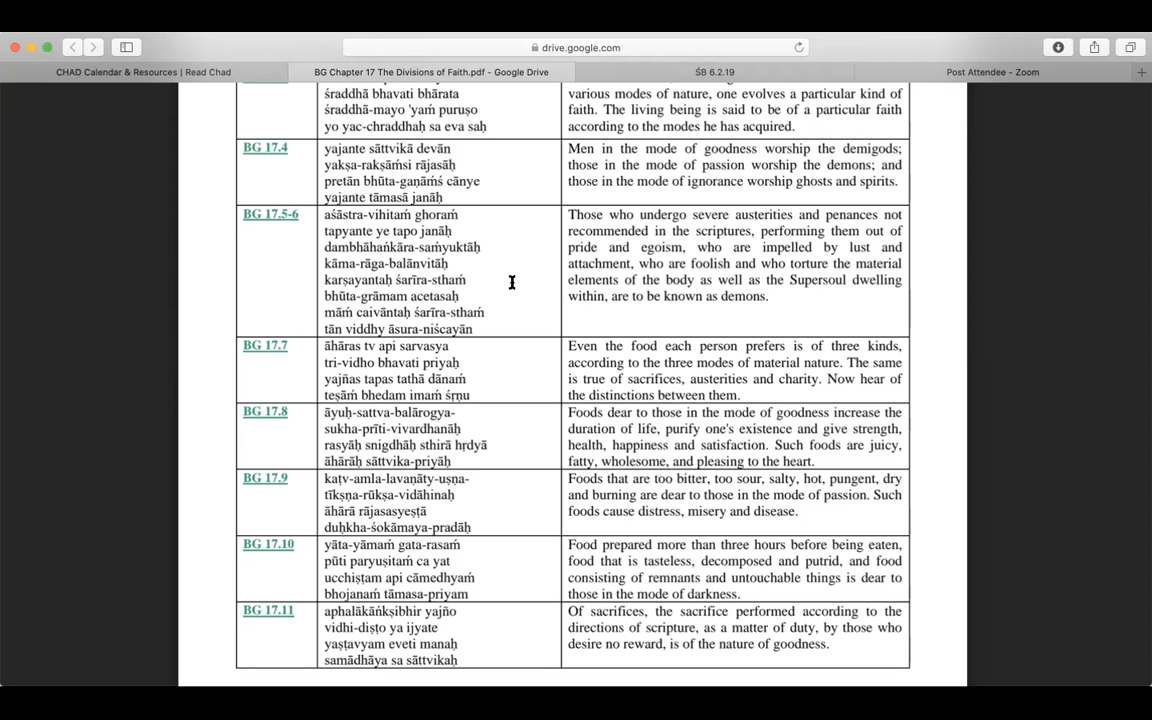 drive.google.com
CHAD Calendar & Resources | Read Chad
BG Chapter 17 The Divisions of Faith.pdf - Google Drive
ŚB 6.2.19
Post Attendee - Zoom
śraddhā bhavati bhārata
śraddhā-mayo 'yaṁ puruṣo
yo yac-chraddhaḥ sa eva saḥ
various modes of nature, one evolves a particular kind of
faith. The living being is said to be of a particular faith
according to the modes he has acquired.
BG 17.4
yajante sāttvikā devān
yakṣa-rakṣāṁsi rājasāḥ
pretān bhūta-gaṇāṁś cānye
yajante tāmasā janāḥ
Men in the mode of goodness worship the demigods;
those in the mode of passion worship the demons; and
those in the mode of ignorance worship ghosts and spirits.
BG 17.5-6
aśāstra-vihitaṁ ghoraṁ
tapyante ye tapo janāḥ
dambhāhaṅkāra-saṁyuktāḥ
kāma-rāga-balānvitāḥ
karṣayantaḥ śarīra-sthaṁ
bhūta-grāmam acetasaḥ
māṁ caivāntaḥ śarīra-sthaṁ
tān viddhy āsura-niścayān
Those who undergo severe austerities and penances not
recommended in the scriptures, performing them out of
pride and egoism, who are impelled by lust and
attachment, who are foolish and who torture the material
elements of the body as well as the Supersoul dwelling
within, are to be known as demons.
BG 17.7
āhāras tv api sarvasya
tri-vidho bhavati priyaḥ
yajñas tapas tathā dānaṁ
teṣāṁ bhedam imaṁ śṛṇu
Even the food each person prefers is of three kinds,
according to the three modes of material nature. The same
is true of sacrifices, austerities and charity. Now hear of
the distinctions between them.
BG 17.8
āyuḥ-sattva-balārogya-
sukha-prīti-vivardhanāḥ
rasyāḥ snigdhāḥ sthirā hṛdyā
āhārāḥ sāttvika-priyāḥ
Foods dear to those in the mode of goodness increase the
duration of life, purify one's existence and give strength,
health, happiness and satisfaction. Such foods are juicy,
fatty, wholesome, and pleasing to the heart.
BG 17.9
kaṭv-amla-lavaṇāty-uṣṇa-
tīkṣṇa-rūkṣa-vidāhinaḥ
āhārā rājasasyeṣṭā
duḥkha-śokāmaya-pradāḥ
Foods that are too bitter, too sour, salty, hot, pungent, dry
and burning are dear to those in the mode of passion. Such
foods cause distress, misery and disease.
BG 17.10
yāta-yāmaṁ gata-rasaṁ
pūti paryuṣitaṁ ca yat
ucchiṣṭam api cāmedhyaṁ
bhojanaṁ tāmasa-priyam
Food prepared more than three hours before being eaten,
food that is tasteless, decomposed and putrid, and food
consisting of remnants and untouchable things is dear to
those in the mode of darkness.
BG 17.11
aphalākāṅkṣibhir yajño
vidhi-diṣṭo ya ijyate
yaṣṭavyam eveti manaḥ
samādhāya sa sāttvikaḥ
Of sacrifices, the sacrifice performed according to the
directions of scripture, as a matter of duty, by those who
desire no reward, is of the nature of goodness.